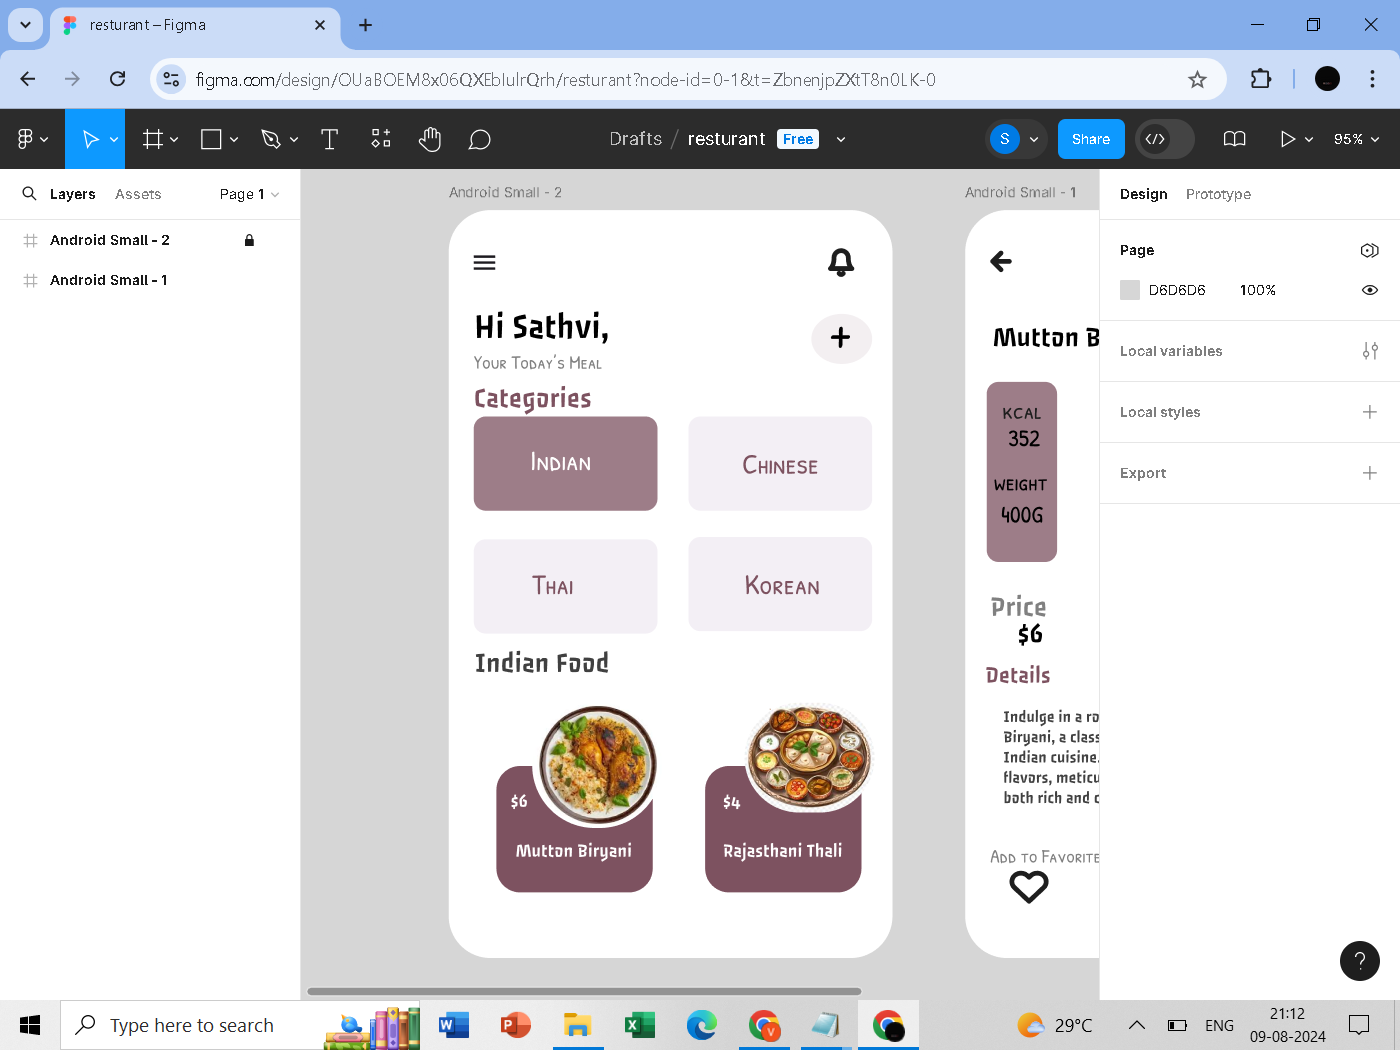 resturant – Figma
figma.com/design/OUaBOEM8x06QXEblulrQrh/resturant?node-id=0-1&t=ZbnenjpZXtT8n0LK-0
Drafts / resturant Free
S
Share
95%
Layers Assets Page 1
Android Small - 2
Android Small - 1
Android Small - 2
Hi Sathvi,
Your Today's Meal
Categories
Indian
Chinese
Thai
Korean
Indian Food
$6
Mutton Biryani
$4
Rajasthani Thali
Android Small - 1
Mutton B
KCAL
352
WEIGHT
400G
Price
$6
Details
Indulge in a ro
Biryani, a class
Indian cuisine.
flavors, meticu
both rich and c
Add to Favorite
Design Prototype
Page
D6D6D6 100%
Local variables
Local styles
Export
?
Type here to search
29°C
ENG
21:12
09-08-2024